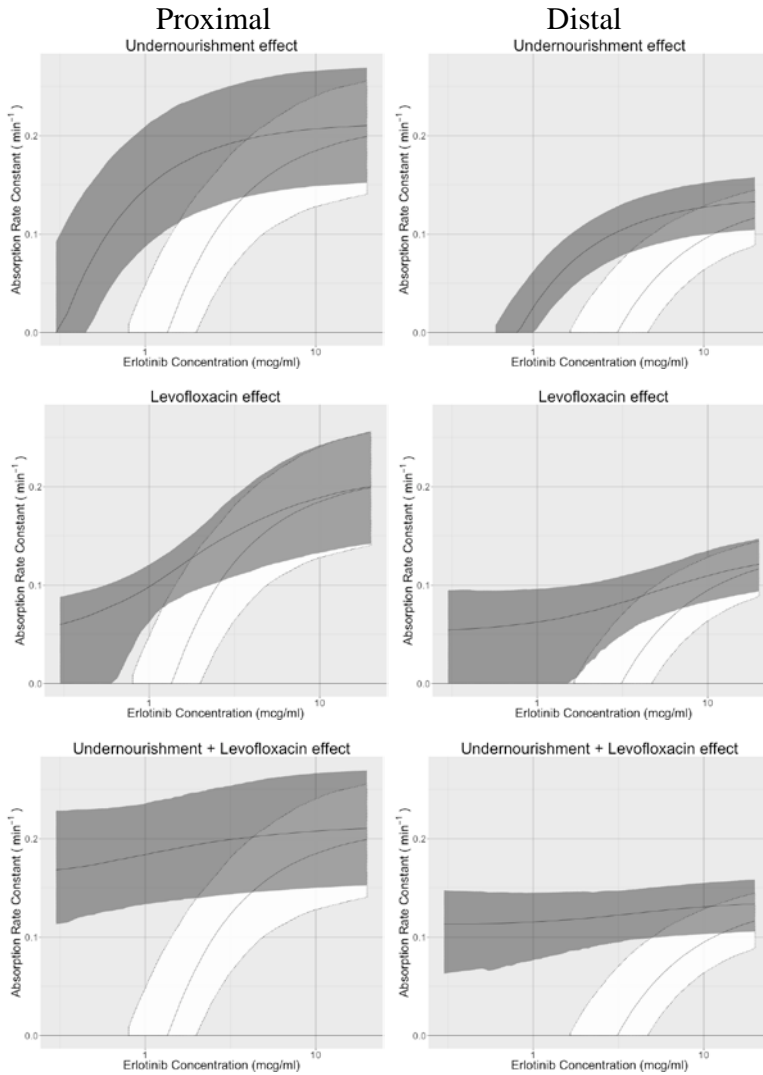 Proximal
Distal
Undernourishment effect
Undernourishment effect
Absorption Rate Constant ( min⁻¹ )
0.2
0.1
0.0
1
10
Erlotinib Concentration (mcg/ml)
Absorption Rate Constant ( min⁻¹ )
0.2
0.1
0.0
1
10
Erlotinib Concentration (mcg/ml)
Levofloxacin effect
Levofloxacin effect
Absorption Rate Constant ( min⁻¹ )
0.2
0.1
0.0
1
10
Erlotinib Concentration (mcg/ml)
Absorption Rate Constant ( min⁻¹ )
0.2
0.1
0.0
1
10
Erlotinib Concentration (mcg/ml)
Undernourishment + Levofloxacin effect
Undernourishment + Levofloxacin effect
Absorption Rate Constant ( min⁻¹ )
0.2
0.1
0.0
1
10
Erlotinib Concentration (mcg/ml)
Absorption Rate Constant ( min⁻¹ )
0.2
0.1
0.0
1
10
Erlotinib Concentration (mcg/ml)